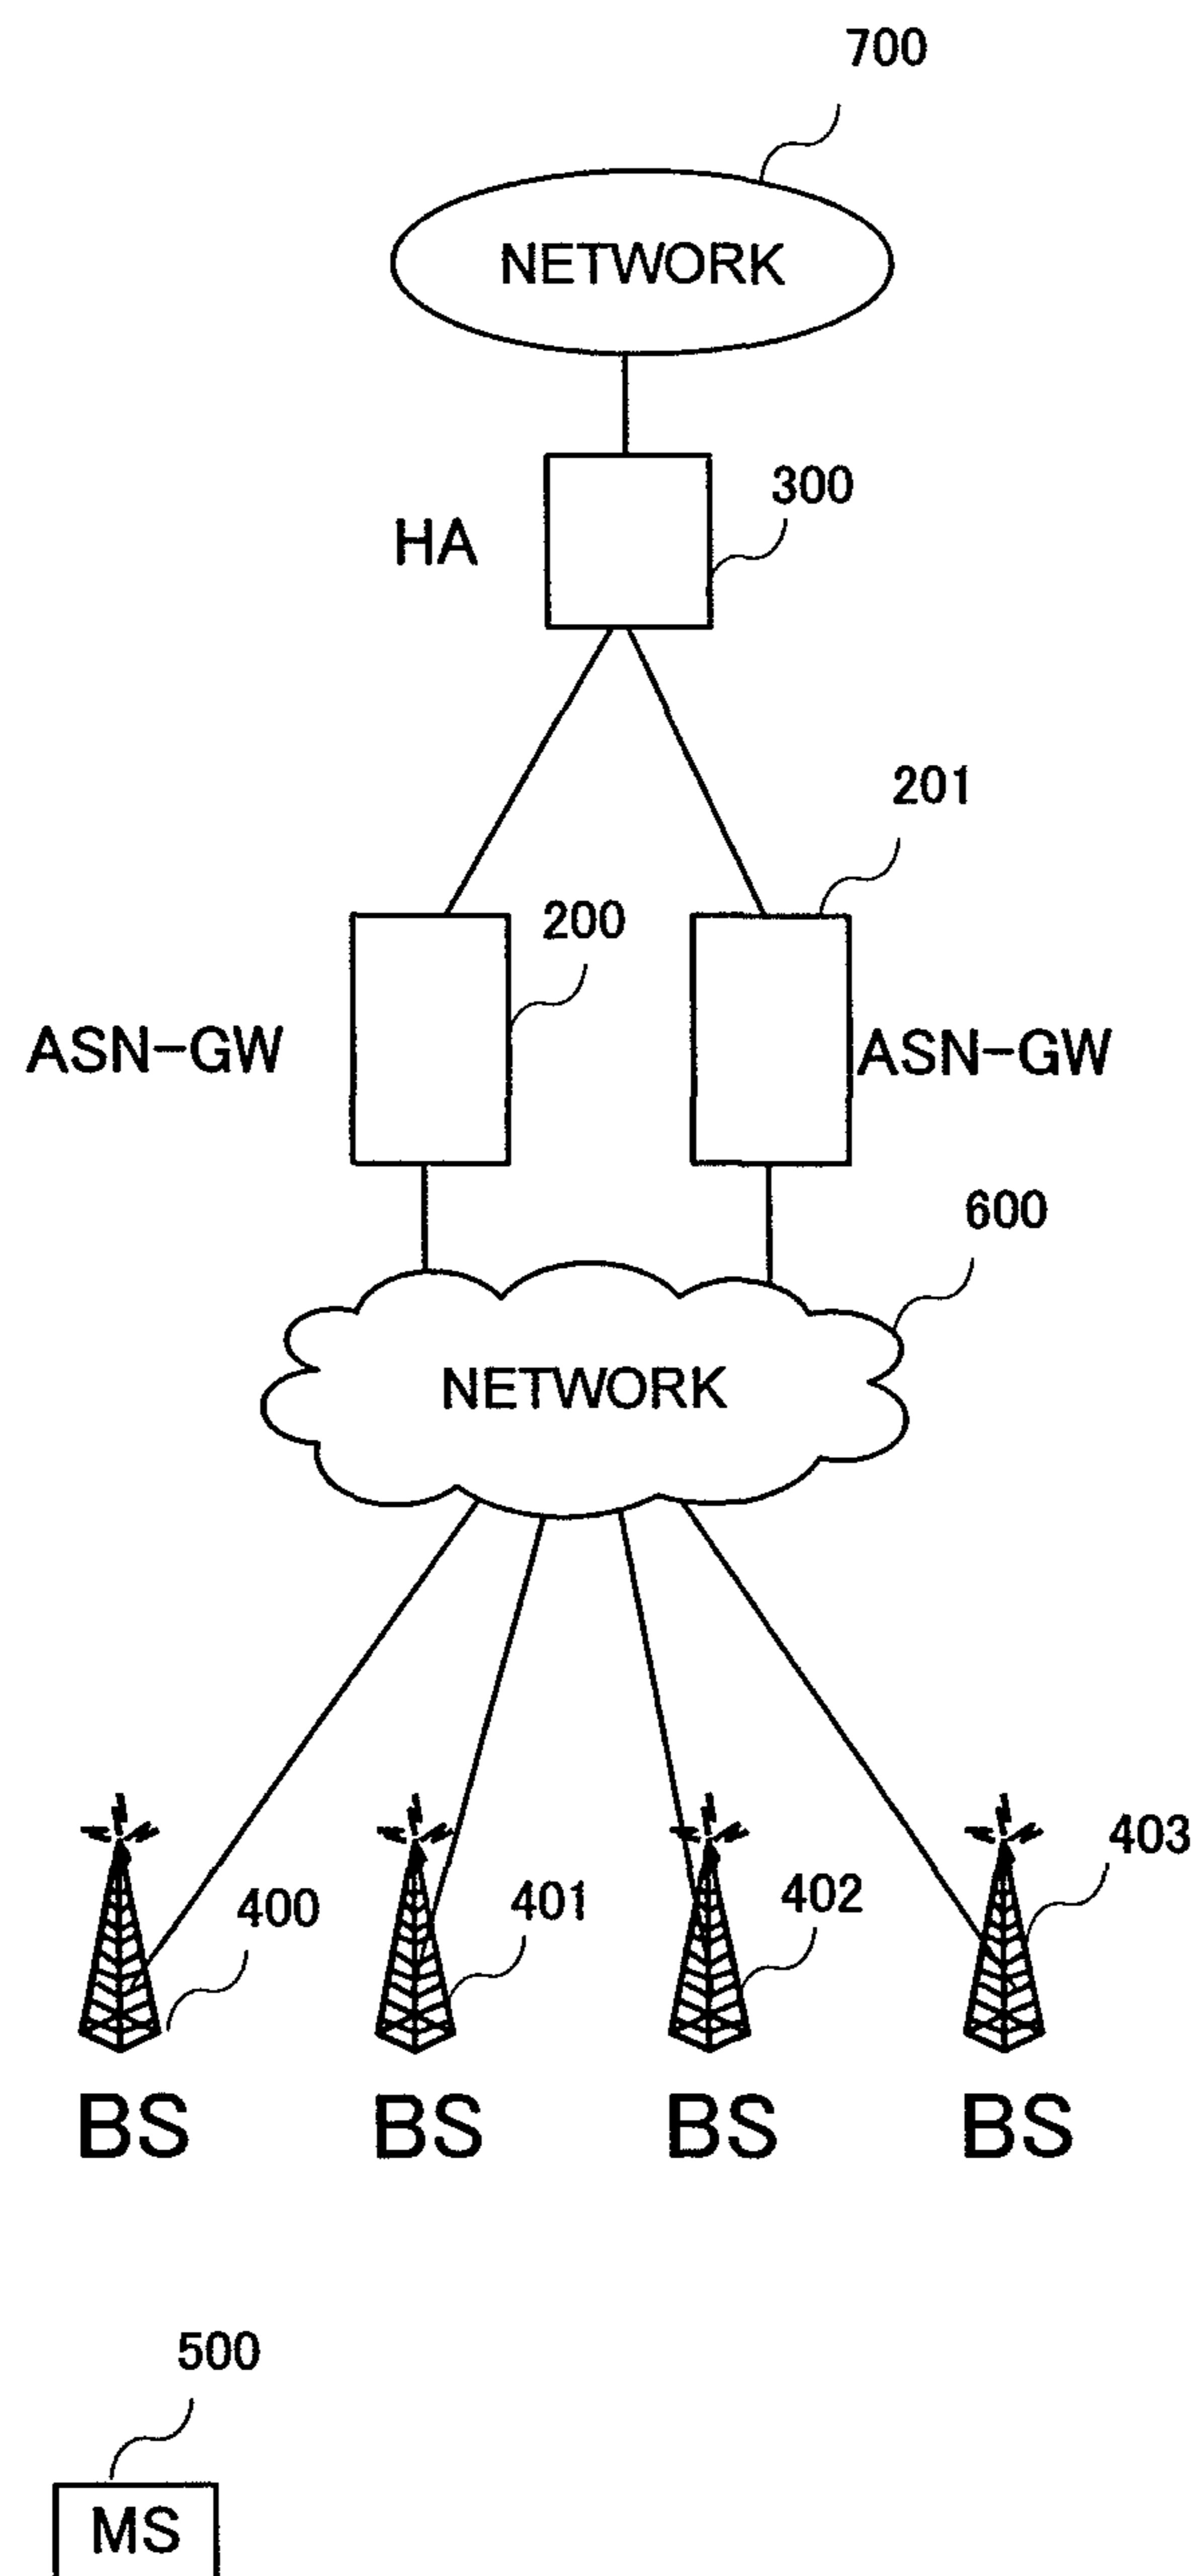 700
NETWORK
300
HA
201
200
ASN-GW
ASN-GW
600
NETWORK
403
402
401
400
BS BS BS BS
500
MS